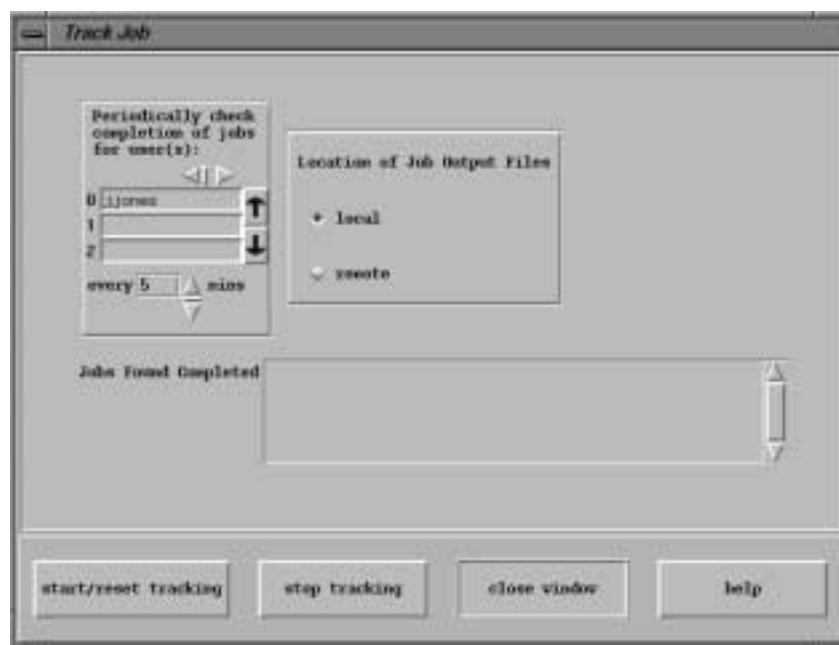 Track Job
Periodically check
completion of jobs
for user(s):
0 jjones
1
2
every 5 mins
Location of Job Output Files
local
remote
Jobs Found Completed
start/reset tracking
stop tracking
close window
help